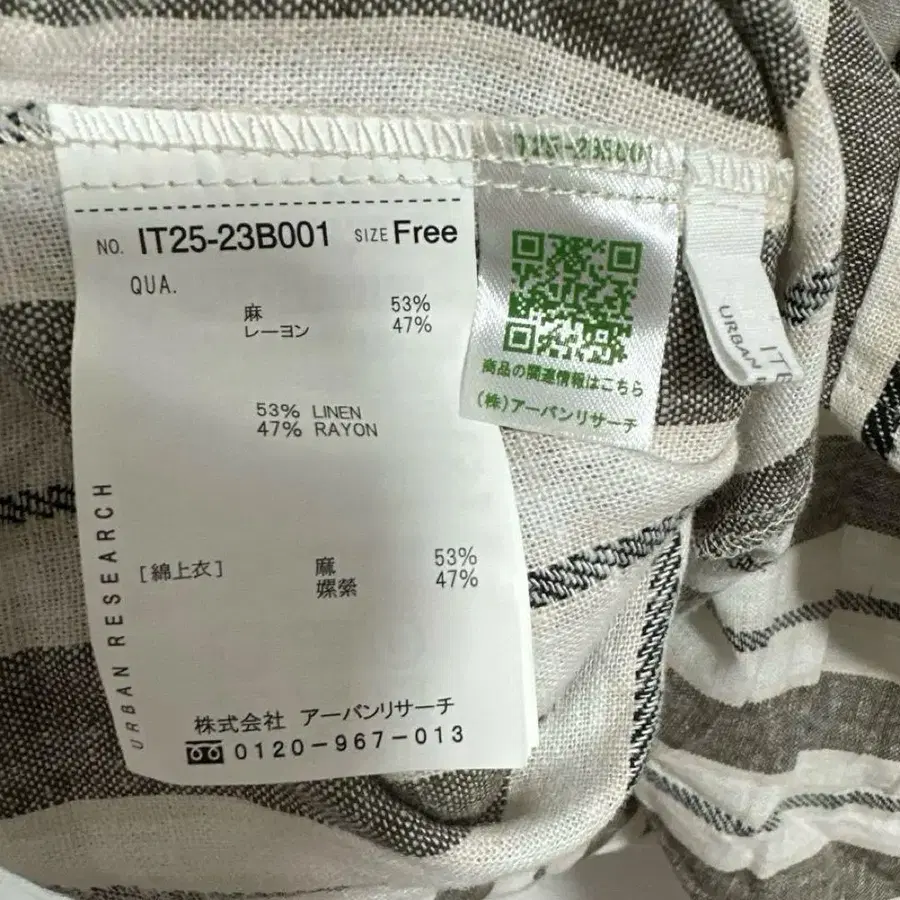 NO. IT25-23B001 SIZE Free
QUA.
麻 53%
レーヨン 47%
53% LINEN
47% RAYON
[綿上衣] 麻 53%
嫘縈 47%
URBAN RESEARCH
株式会社 アーバンリサーチ
0120-967-013
商品の関連情報はこちら
(株)アーバンリサーチ
URBAN